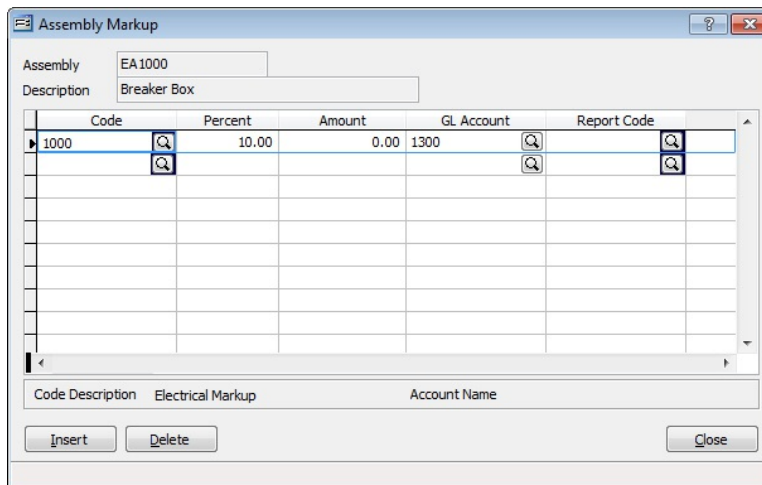 Assembly Markup
Assembly EA1000
Description Breaker Box
Code Percent Amount GL Account Report Code
1000 10.00 0.00 1300
Code Description Electrical Markup Account Name
Insert Delete Close